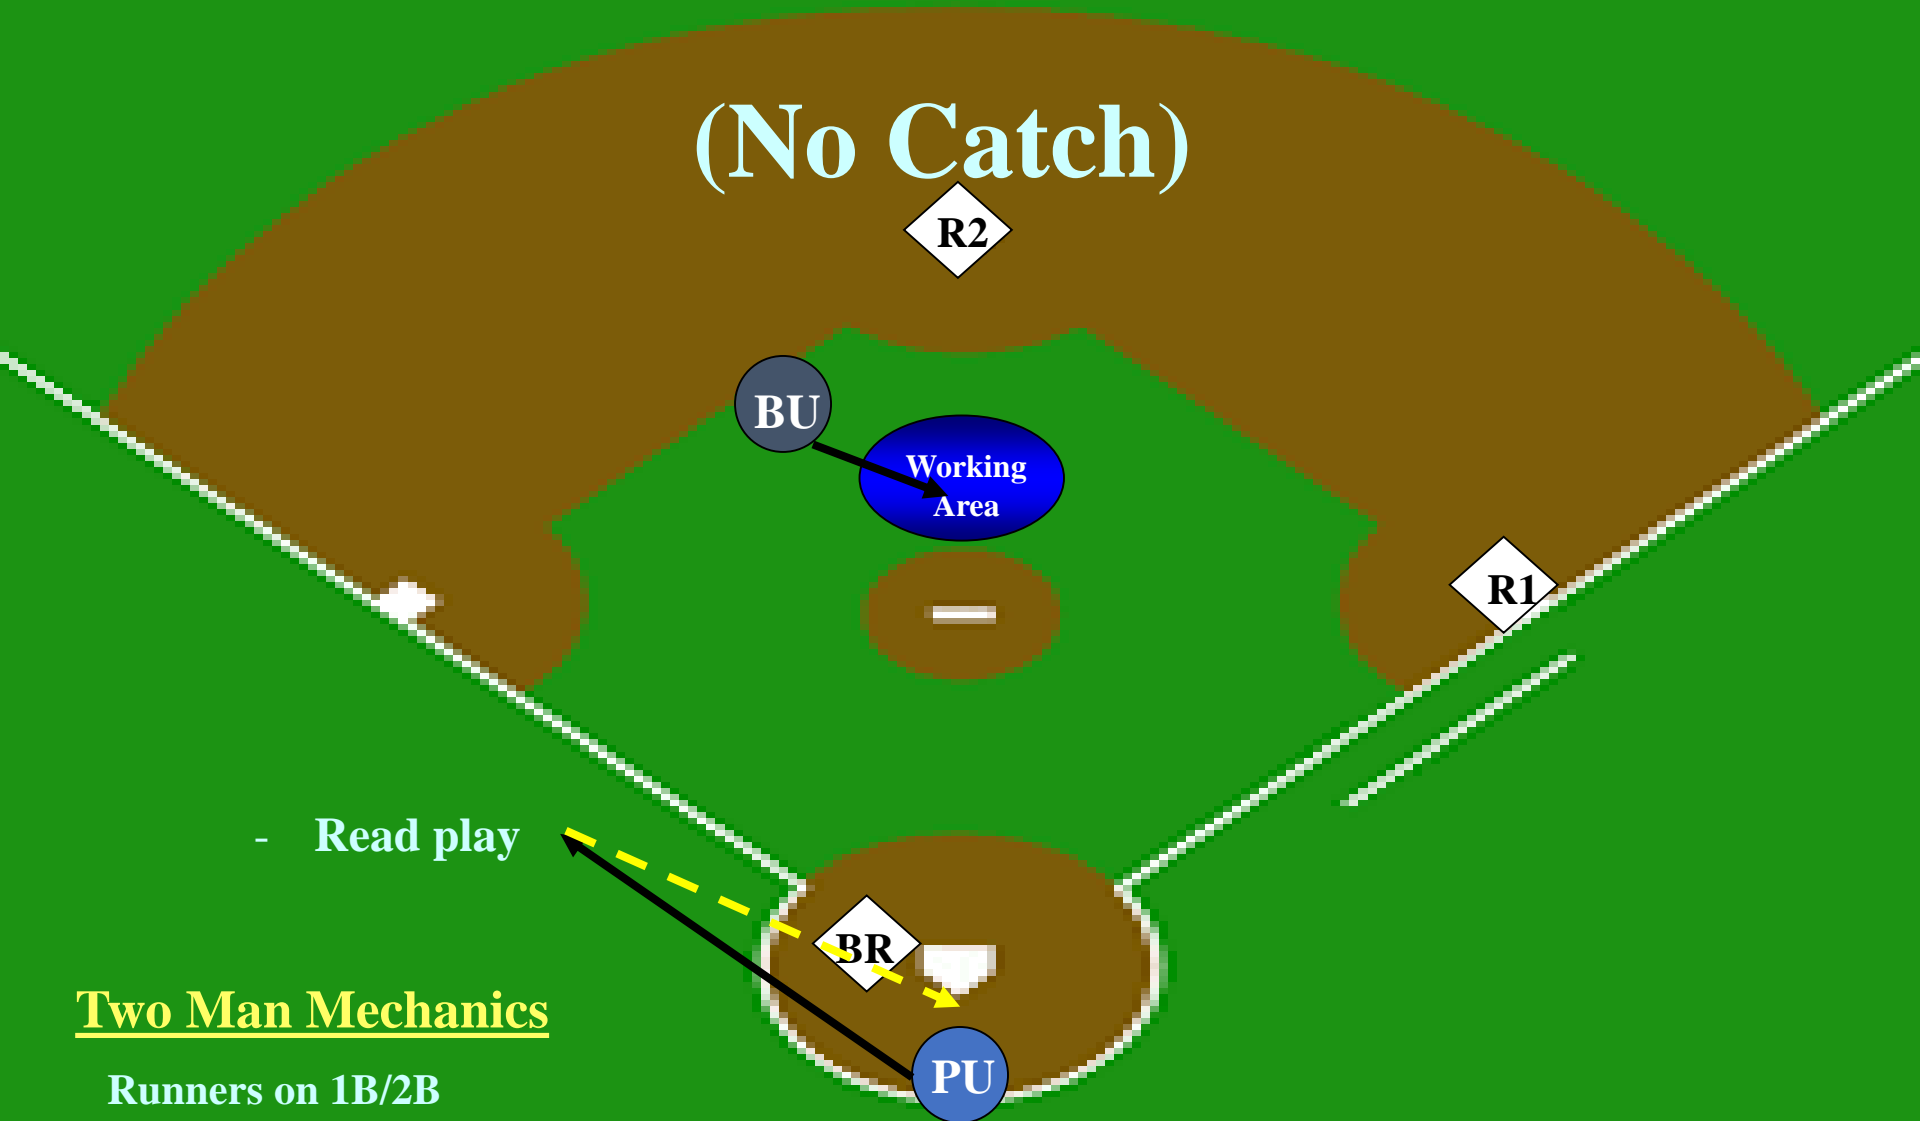 (No Catch)
R2
BU
Working
Area
R1
- Read play
BR
Two Man Mechanics
PU
Runners on 1B/2B